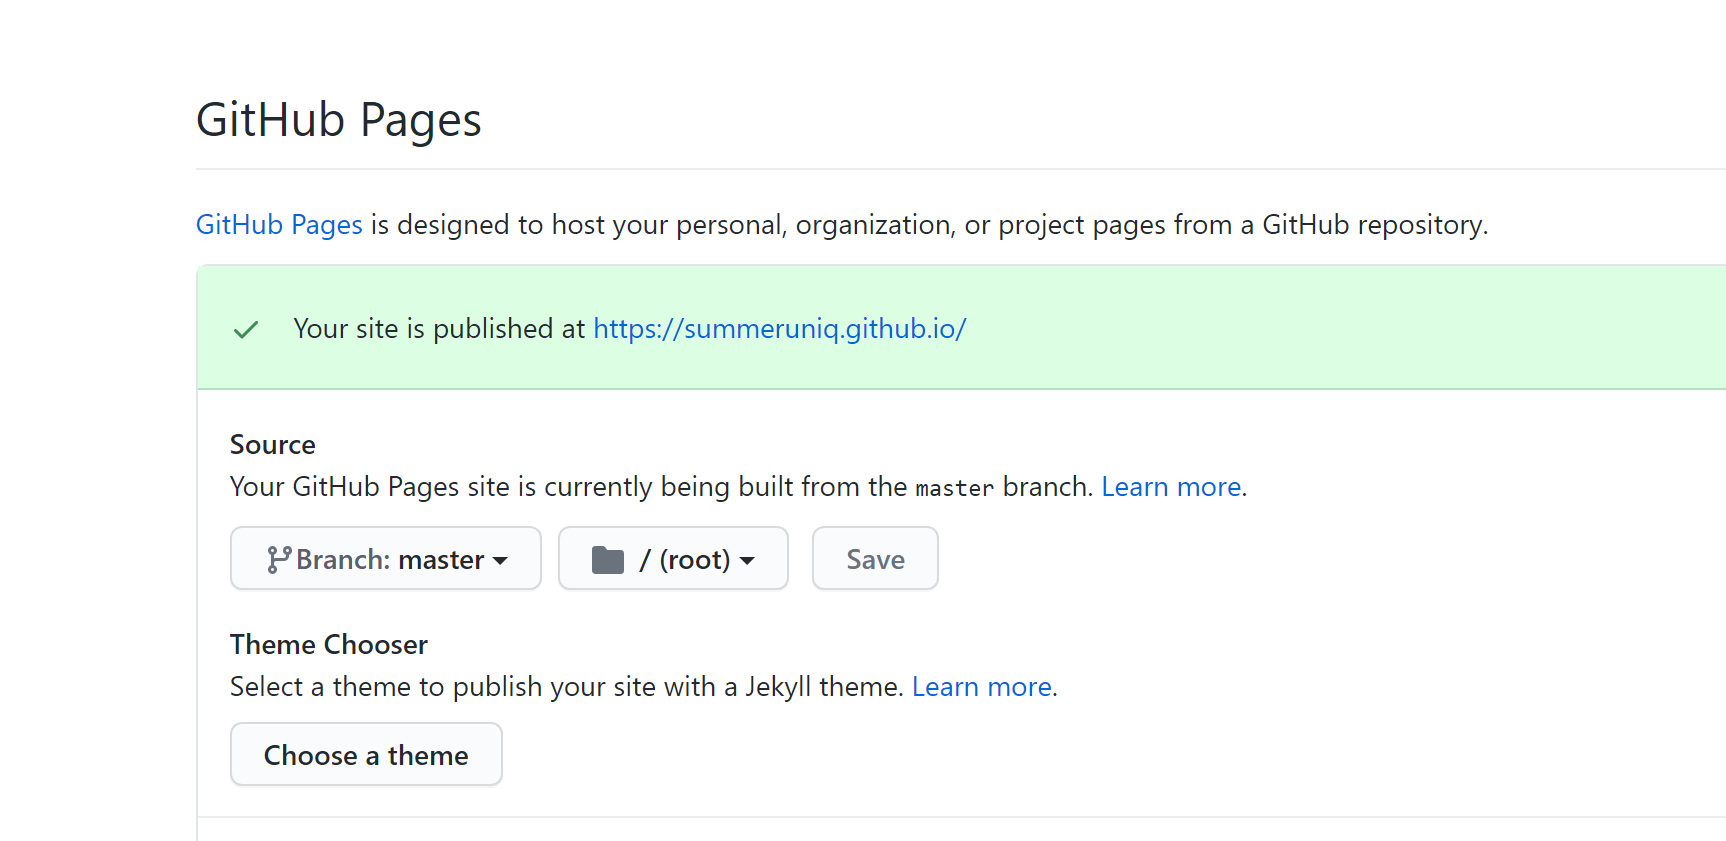 GitHub Pages
GitHub Pages is designed to host your personal, organization, or project pages from a GitHub repository.
Your site is published at https://summeruniq.github.io/
Source
Your GitHub Pages site is currently being built from the master branch. Learn more.
Branch: master / (root) Save
Theme Chooser
Select a theme to publish your site with a Jekyll theme. Learn more.
Choose a theme